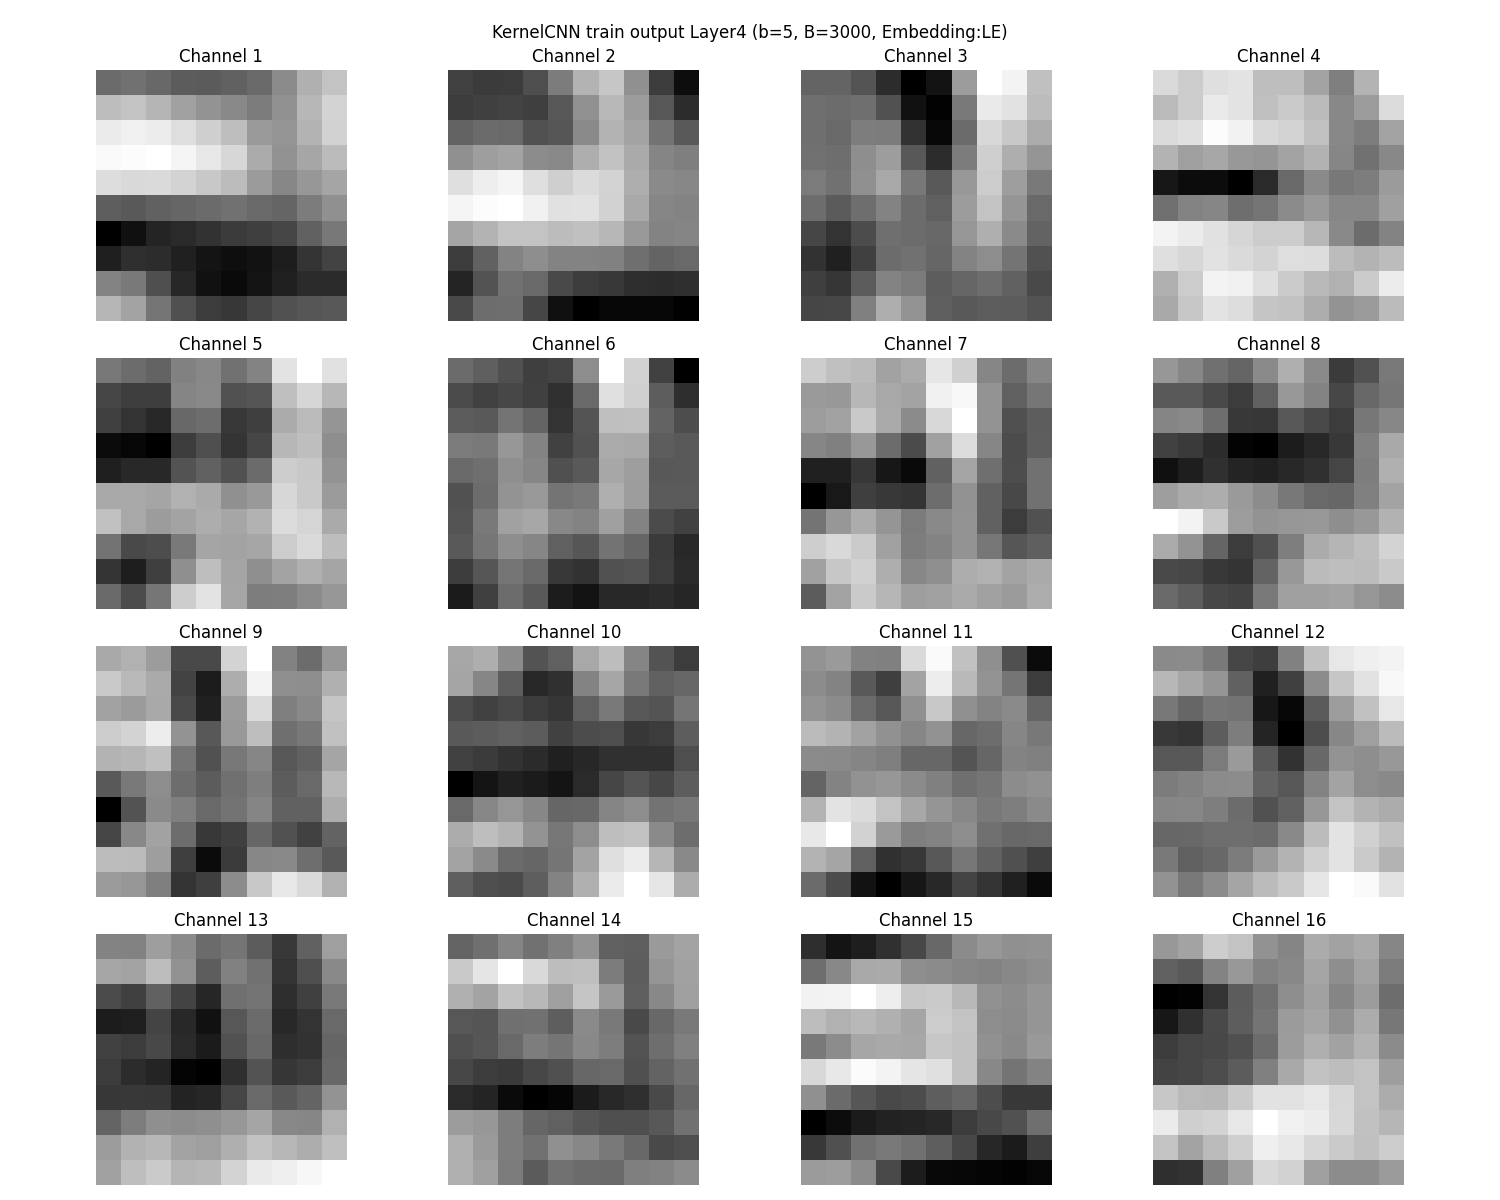 KernelCNN train output Layer4 (b=5, B=3000, Embedding:LE)
Channel 1 Channel 2 Channel 3 Channel 4
Channel 5 Channel 6 Channel 7 Channel 8
Channel 9 Channel 10 Channel 11 Channel 12
Channel 13 Channel 14 Channel 15 Channel 16